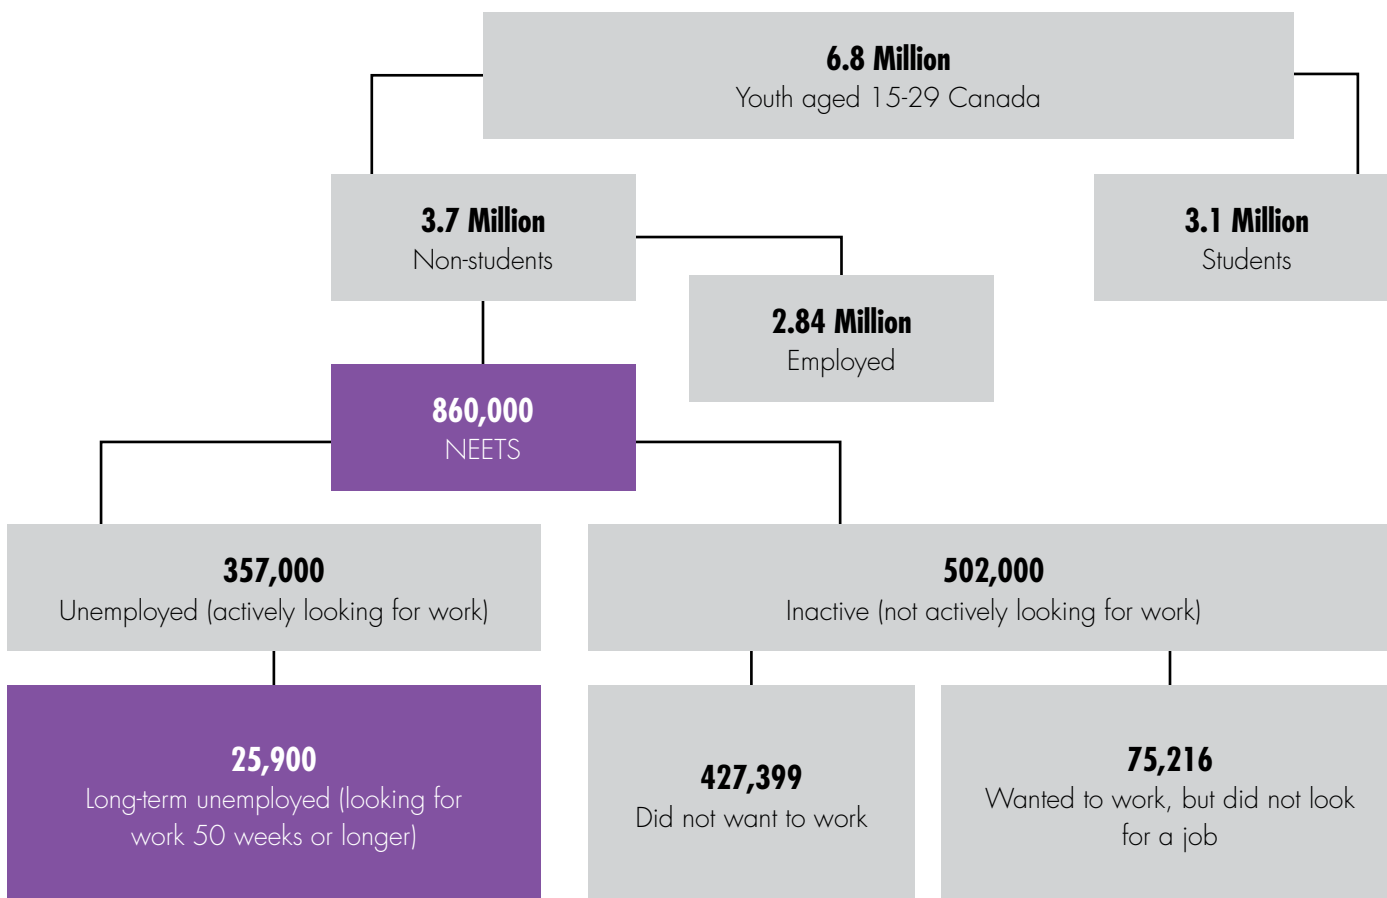 6.8 Million
Youth aged 15-29 Canada
3.7 Million
Non-students
3.1 Million
Students
2.84 Million
Employed
860,000
NEETS
357,000
Unemployed (actively looking for work)
502,000
Inactive (not actively looking for work)
25,900
Long-term unemployed (looking for
work 50 weeks or longer)
427,399
Did not want to work
75,216
Wanted to work, but did not look
for a job